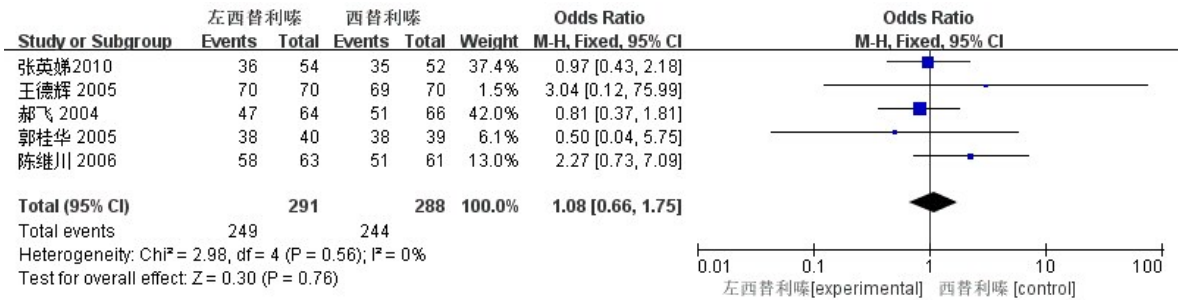 左西替利嗪 西替利嗪 Odds Ratio Odds Ratio
Study or Subgroup Events Total Events Total Weight M-H, Fixed, 95% CI M-H, Fixed, 95% CI
张英娣2010 36 54 35 52 37.4% 0.97 [0.43, 2.18]
王德辉 2005 70 70 69 70 1.5% 3.04 [0.12, 75.99]
郝飞 2004 47 64 51 66 42.0% 0.81 [0.37, 1.81]
郭桂华 2005 38 40 38 39 6.1% 0.50 [0.04, 5.75]
陈继川 2006 58 63 51 61 13.0% 2.27 [0.73, 7.09]
Total (95% CI) 291 288 100.0% 1.08 [0.66, 1.75]
Total events 249 244
Heterogeneity: Chi² = 2.98, df = 4 (P = 0.56); I² = 0%
Test for overall effect: Z = 0.30 (P = 0.76)
0.01 0.1 1 10 100
左西替利嗪[experimental] 西替利嗪 [control]